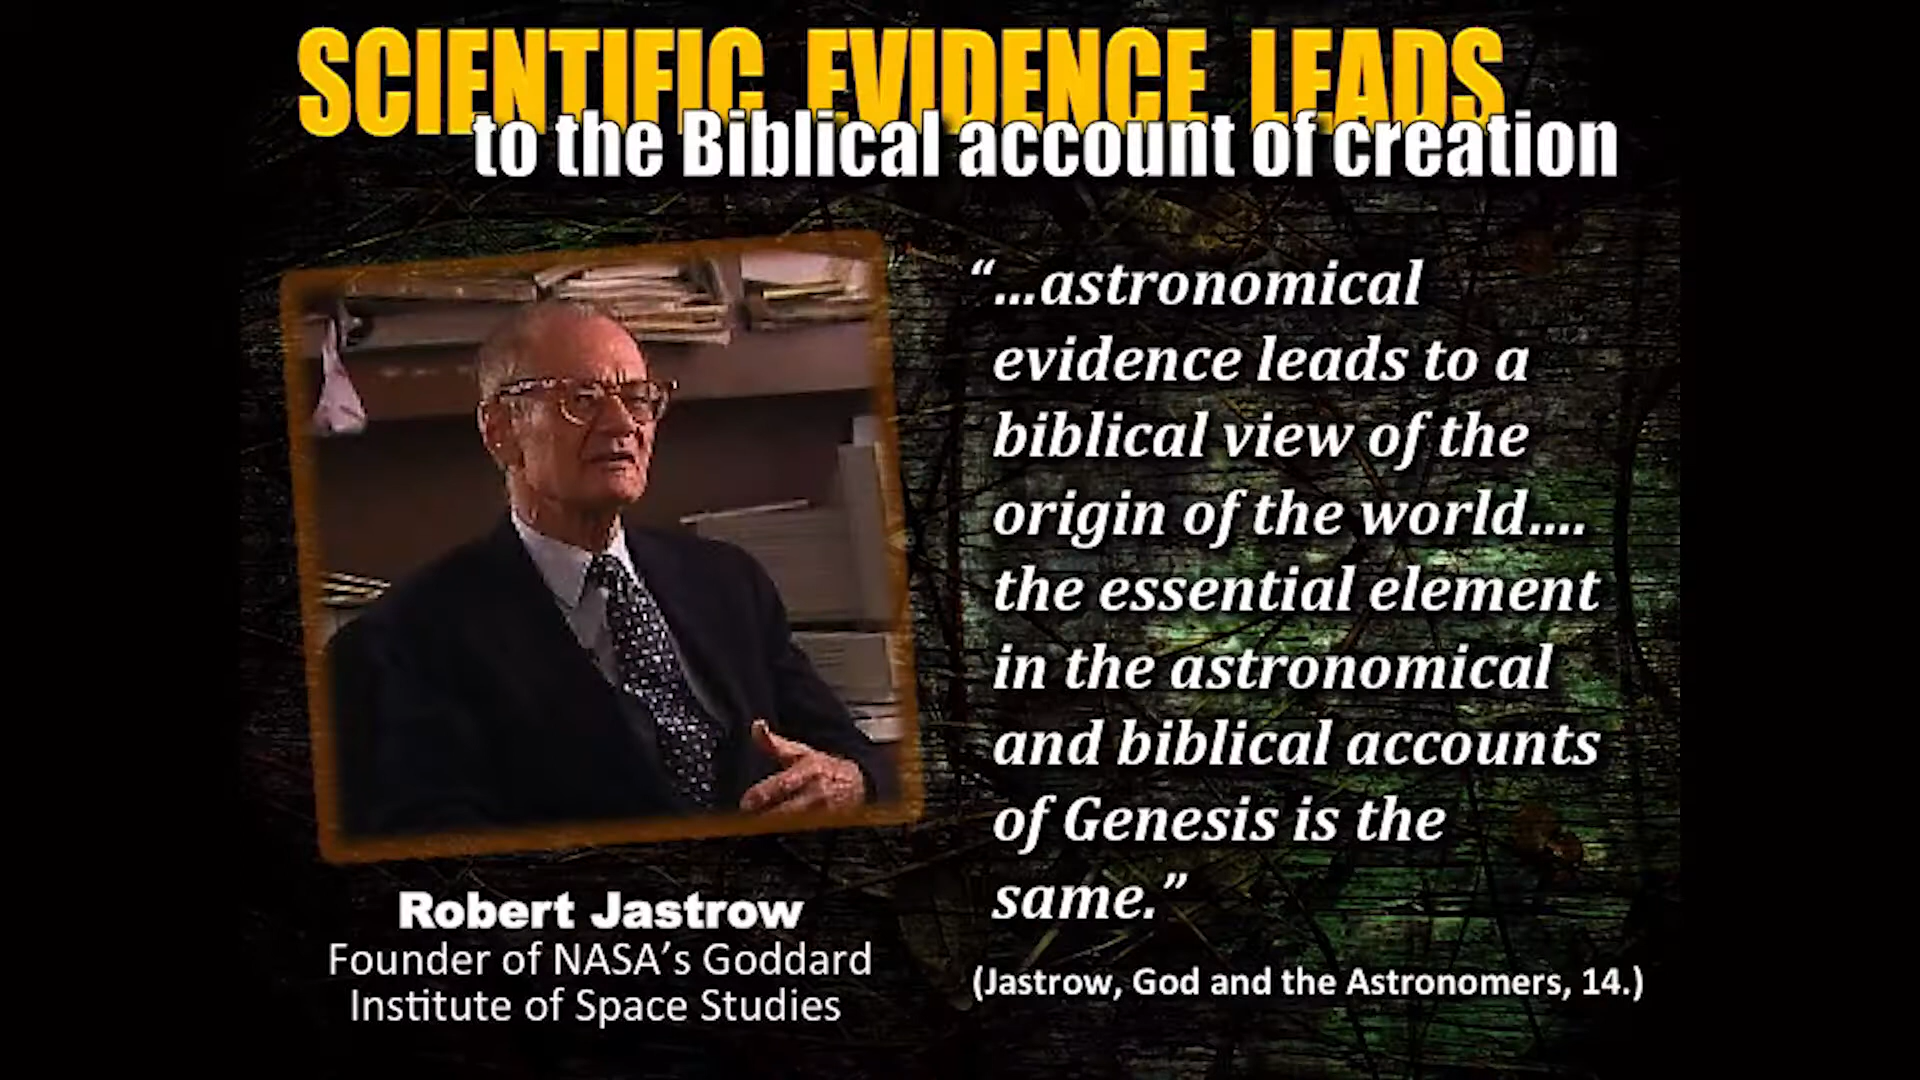 SCIENTIFIC EVIDENCE LEADS
to the Biblical account of creation
“...astronomical
evidence leads to a
biblical view of the
origin of the world....
the essential element
in the astronomical
and biblical accounts
of Genesis is the
same.”
(Jastrow, God and the Astronomers, 14.)
Robert Jastrow
Founder of NASA’s Goddard
Institute of Space Studies